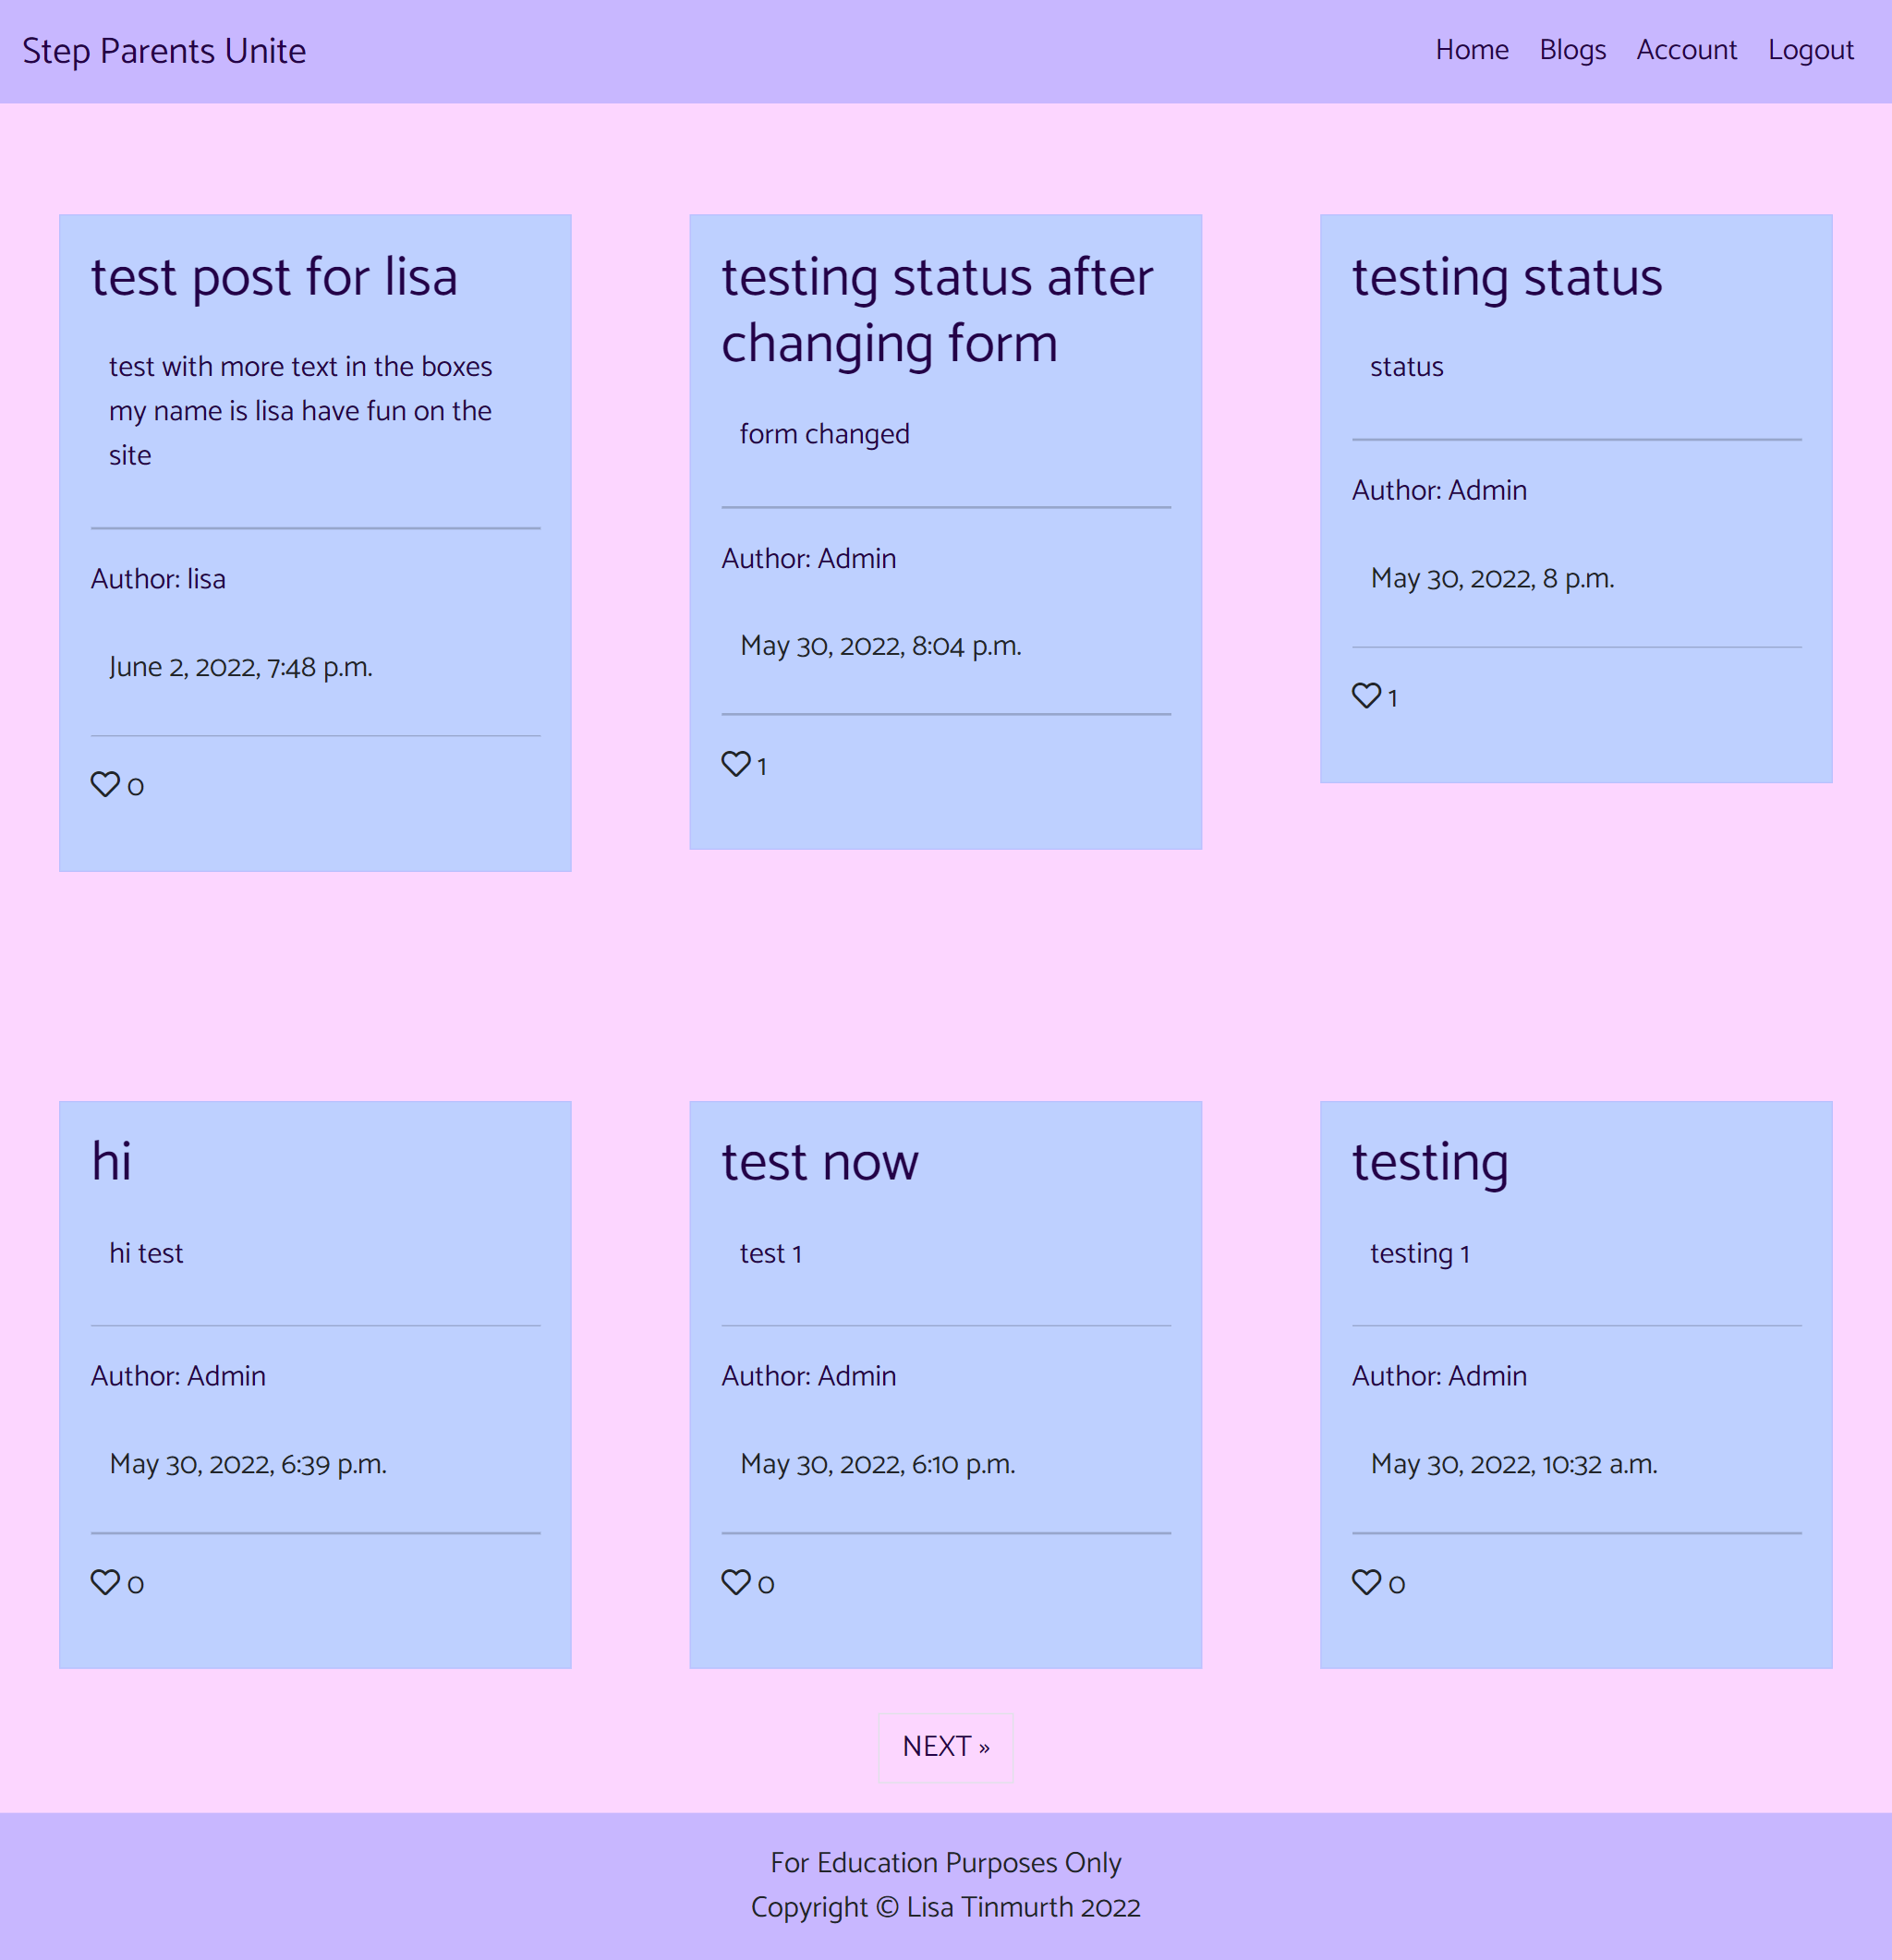 Step Parents Unite
Home Blogs Account Logout
test post for lisa
test with more text in the boxes
my name is lisa have fun on the
site
Author: lisa
June 2, 2022, 7:48 p.m.
0
testing status after
changing form
form changed
Author: Admin
May 30, 2022, 8:04 p.m.
1
testing status
status
Author: Admin
May 30, 2022, 8 p.m.
1
hi
hi test
Author: Admin
May 30, 2022, 6:39 p.m.
0
test now
test 1
Author: Admin
May 30, 2022, 6:10 p.m.
0
testing
testing 1
Author: Admin
May 30, 2022, 10:32 a.m.
0
NEXT »
For Education Purposes Only
Copyright © Lisa Tinmurth 2022